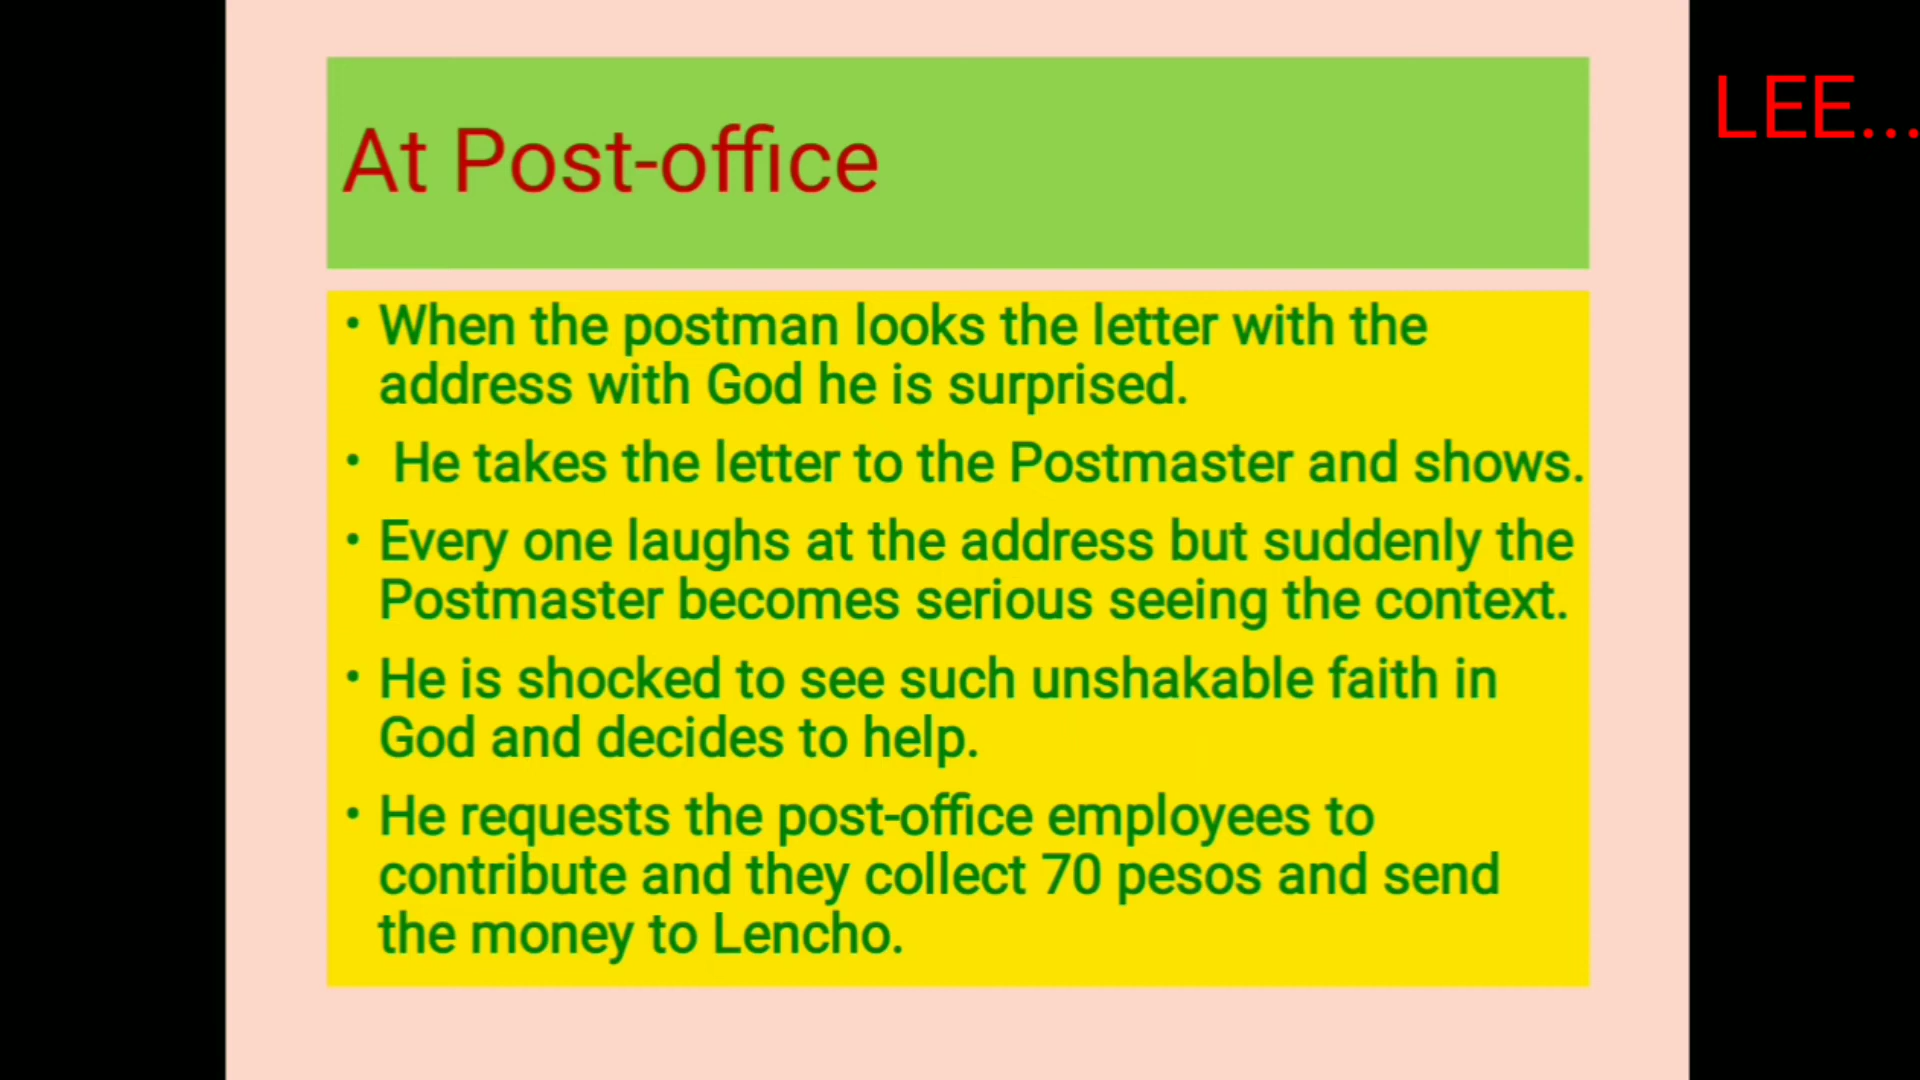 At Post-office
LEE...
• When the postman looks the letter with the
address with God he is surprised.
• He takes the letter to the Postmaster and shows.
• Every one laughs at the address but suddenly the
Postmaster becomes serious seeing the context.
• He is shocked to see such unshakable faith in
God and decides to help.
• He requests the post-office employees to
contribute and they collect 70 pesos and send
the money to Lencho.